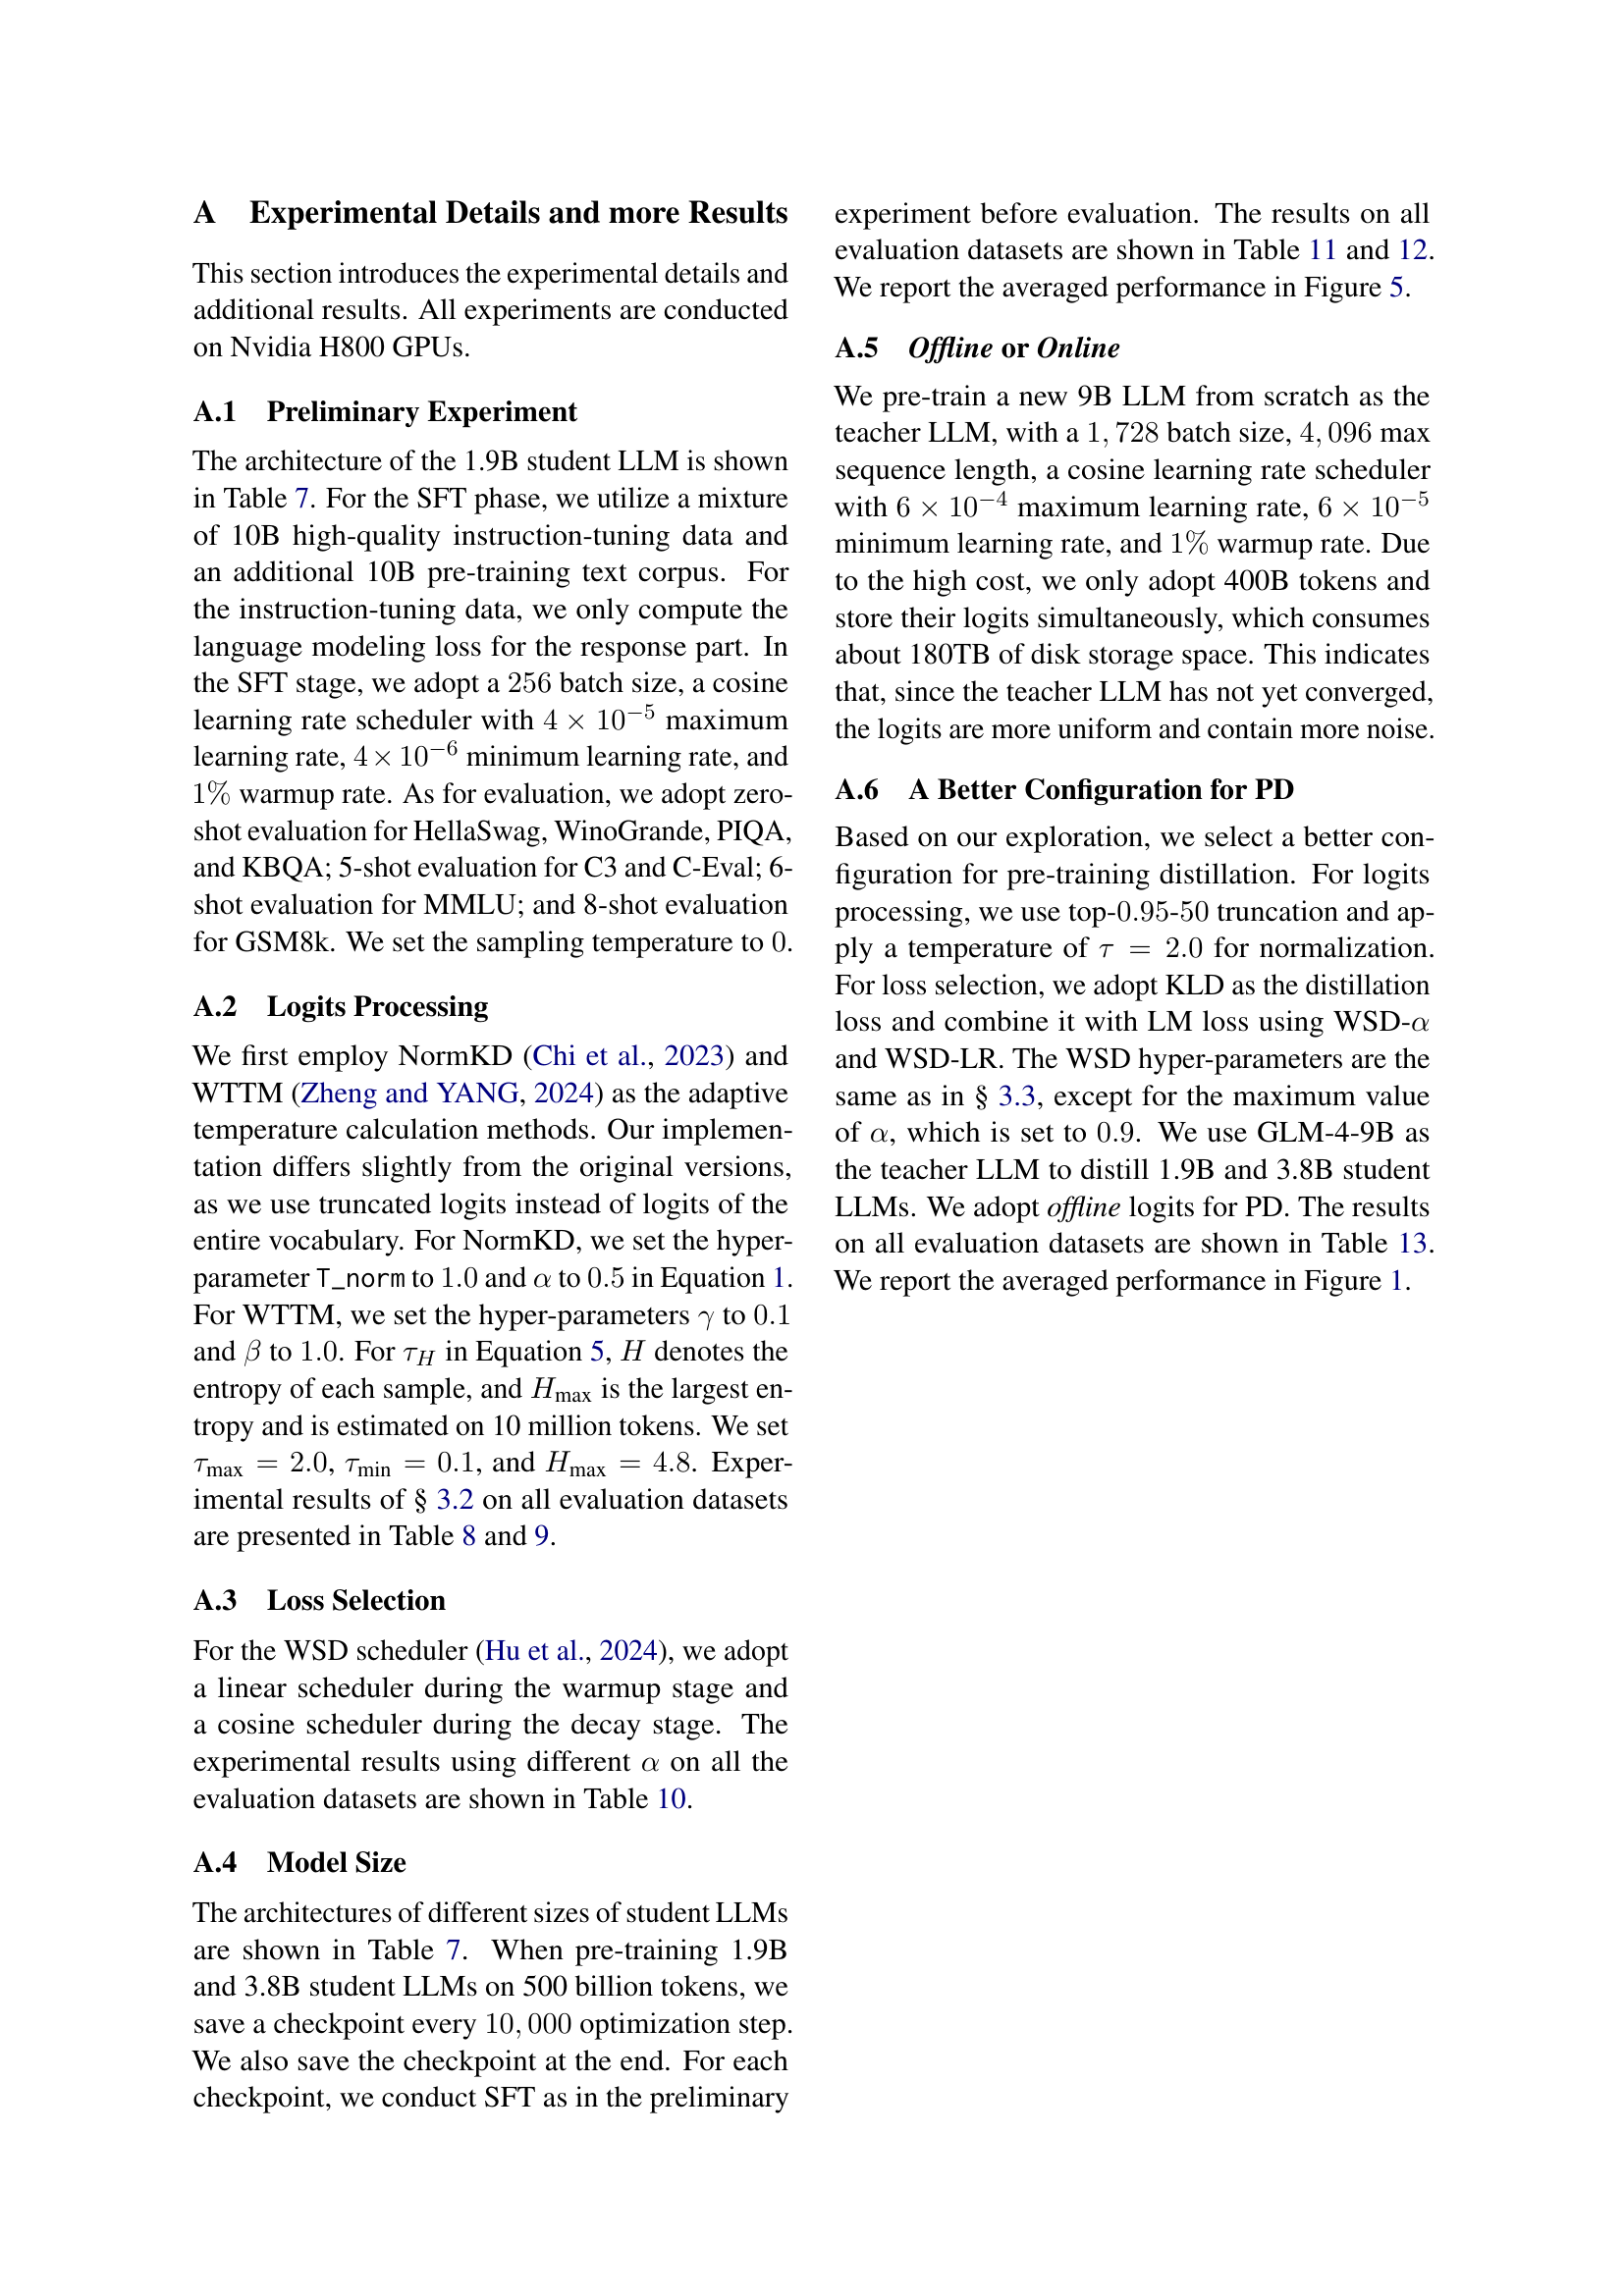 A Experimental Details and more Results
This section introduces the experimental details and
additional results. All experiments are conducted
on Nvidia H800 GPUs.
A.1 Preliminary Experiment
The architecture of the 1.9B student LLM is shown
in Table 7. For the SFT phase, we utilize a mixture
of 10B high-quality instruction-tuning data and
an additional 10B pre-training text corpus. For
the instruction-tuning data, we only compute the
language modeling loss for the response part. In
the SFT stage, we adopt a 256 batch size, a cosine
learning rate scheduler with 4 × 10⁻⁵ maximum
learning rate, 4 × 10⁻⁶ minimum learning rate, and
1% warmup rate. As for evaluation, we adopt zero-
shot evaluation for HellaSwag, WinoGrande, PIQA,
and KBQA; 5-shot evaluation for C3 and C-Eval; 6-
shot evaluation for MMLU; and 8-shot evaluation
for GSM8k. We set the sampling temperature to 0.
A.2 Logits Processing
We first employ NormKD (Chi et al., 2023) and
WTTM (Zheng and YANG, 2024) as the adaptive
temperature calculation methods. Our implemen-
tation differs slightly from the original versions,
as we use truncated logits instead of logits of the
entire vocabulary. For NormKD, we set the hyper-
parameter T_norm to 1.0 and α to 0.5 in Equation 1.
For WTTM, we set the hyper-parameters γ to 0.1
and β to 1.0. For τ_H in Equation 5, H denotes the
entropy of each sample, and H_max is the largest en-
tropy and is estimated on 10 million tokens. We set
τ_max = 2.0, τ_min = 0.1, and H_max = 4.8. Exper-
imental results of § 3.2 on all evaluation datasets
are presented in Table 8 and 9.
A.3 Loss Selection
For the WSD scheduler (Hu et al., 2024), we adopt
a linear scheduler during the warmup stage and
a cosine scheduler during the decay stage. The
experimental results using different α on all the
evaluation datasets are shown in Table 10.
A.4 Model Size
The architectures of different sizes of student LLMs
are shown in Table 7. When pre-training 1.9B
and 3.8B student LLMs on 500 billion tokens, we
save a checkpoint every 10, 000 optimization step.
We also save the checkpoint at the end. For each
checkpoint, we conduct SFT as in the preliminary
experiment before evaluation. The results on all
evaluation datasets are shown in Table 11 and 12.
We report the averaged performance in Figure 5.
A.5 Offline or Online
We pre-train a new 9B LLM from scratch as the
teacher LLM, with a 1, 728 batch size, 4, 096 max
sequence length, a cosine learning rate scheduler
with 6 × 10⁻⁴ maximum learning rate, 6 × 10⁻⁵
minimum learning rate, and 1% warmup rate. Due
to the high cost, we only adopt 400B tokens and
store their logits simultaneously, which consumes
about 180TB of disk storage space. This indicates
that, since the teacher LLM has not yet converged,
the logits are more uniform and contain more noise.
A.6 A Better Configuration for PD
Based on our exploration, we select a better con-
figuration for pre-training distillation. For logits
processing, we use top-0.95-50 truncation and ap-
ply a temperature of τ = 2.0 for normalization.
For loss selection, we adopt KLD as the distillation
loss and combine it with LM loss using WSD-α
and WSD-LR. The WSD hyper-parameters are the
same as in § 3.3, except for the maximum value
of α, which is set to 0.9. We use GLM-4-9B as
the teacher LLM to distill 1.9B and 3.8B student
LLMs. We adopt offline logits for PD. The results
on all evaluation datasets are shown in Table 13.
We report the averaged performance in Figure 1.